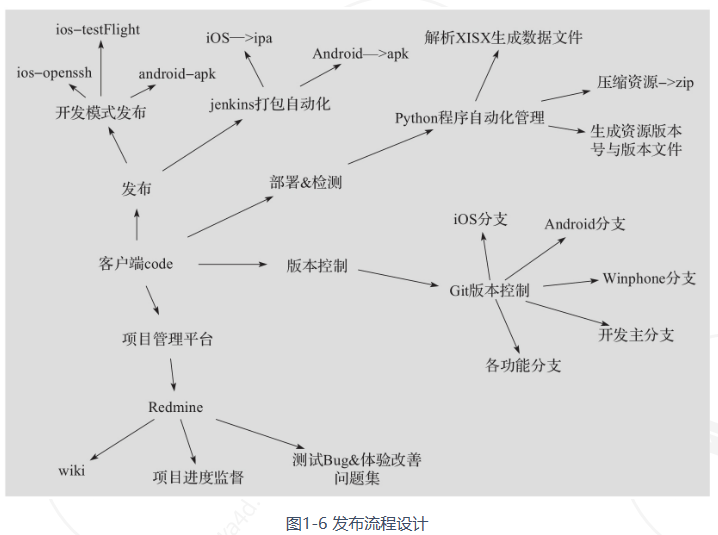 ios-testFlight
ios-openssh
android-apk
开发模式发布
iOS—>ipa
Android—>apk
jenkins打包自动化
解析XISX生成数据文件
压缩资源–>zip
Python程序自动化管理
生成资源版本
号与版本文件
发布
部署&检测
客户端code
版本控制
iOS分支
Android分支
Winphone分支
Git版本控制
开发主分支
各功能分支
项目管理平台
Redmine
wiki
项目进度监督
测试Bug&体验改善
问题集
图1-6 发布流程设计